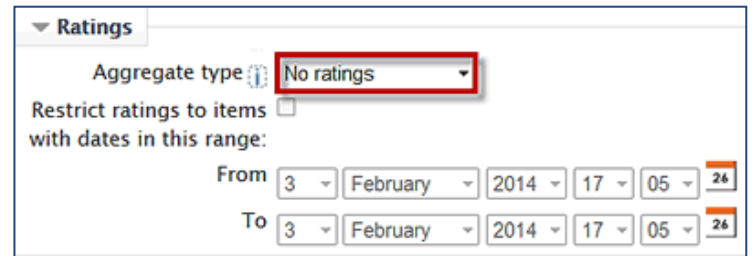 Ratings
Aggregate type No ratings
Restrict ratings to items
with dates in this range:
From 3 February 2014 17 05 26
To 3 February 2014 17 05 26